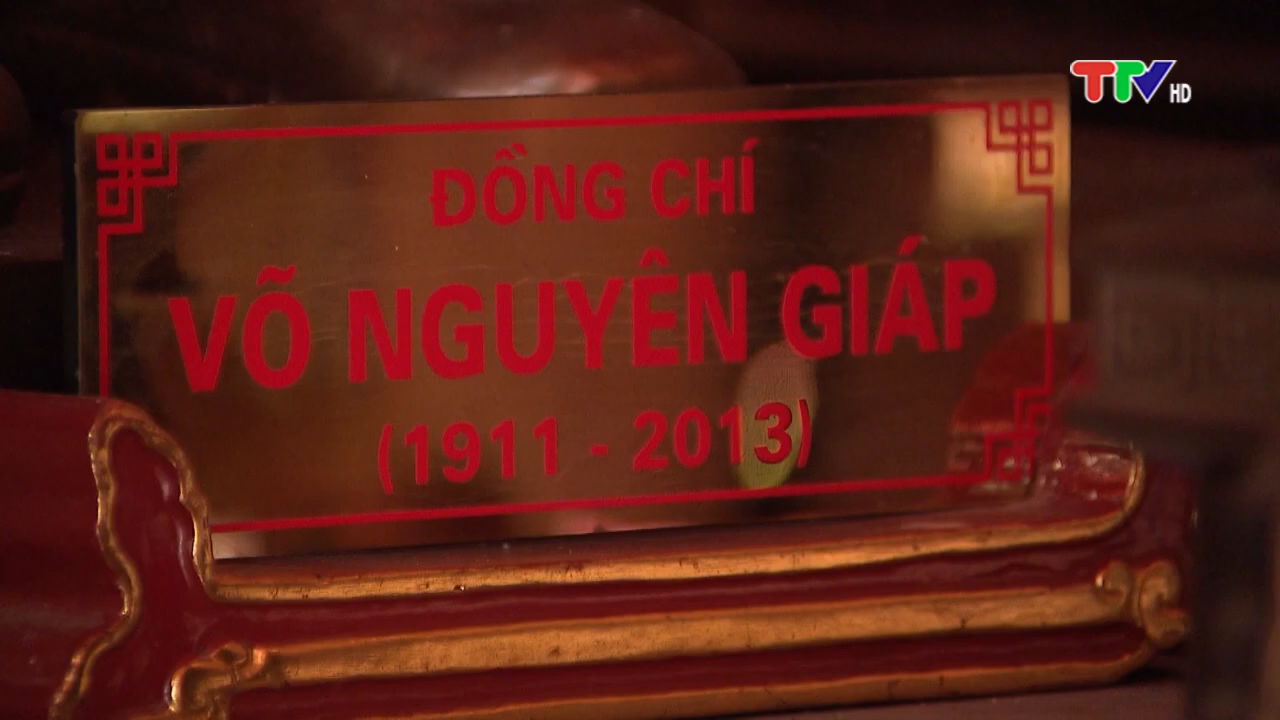 TTV HD
ĐỒNG CHÍ
VÕ NGUYÊN GIÁP
(1911 - 2013)